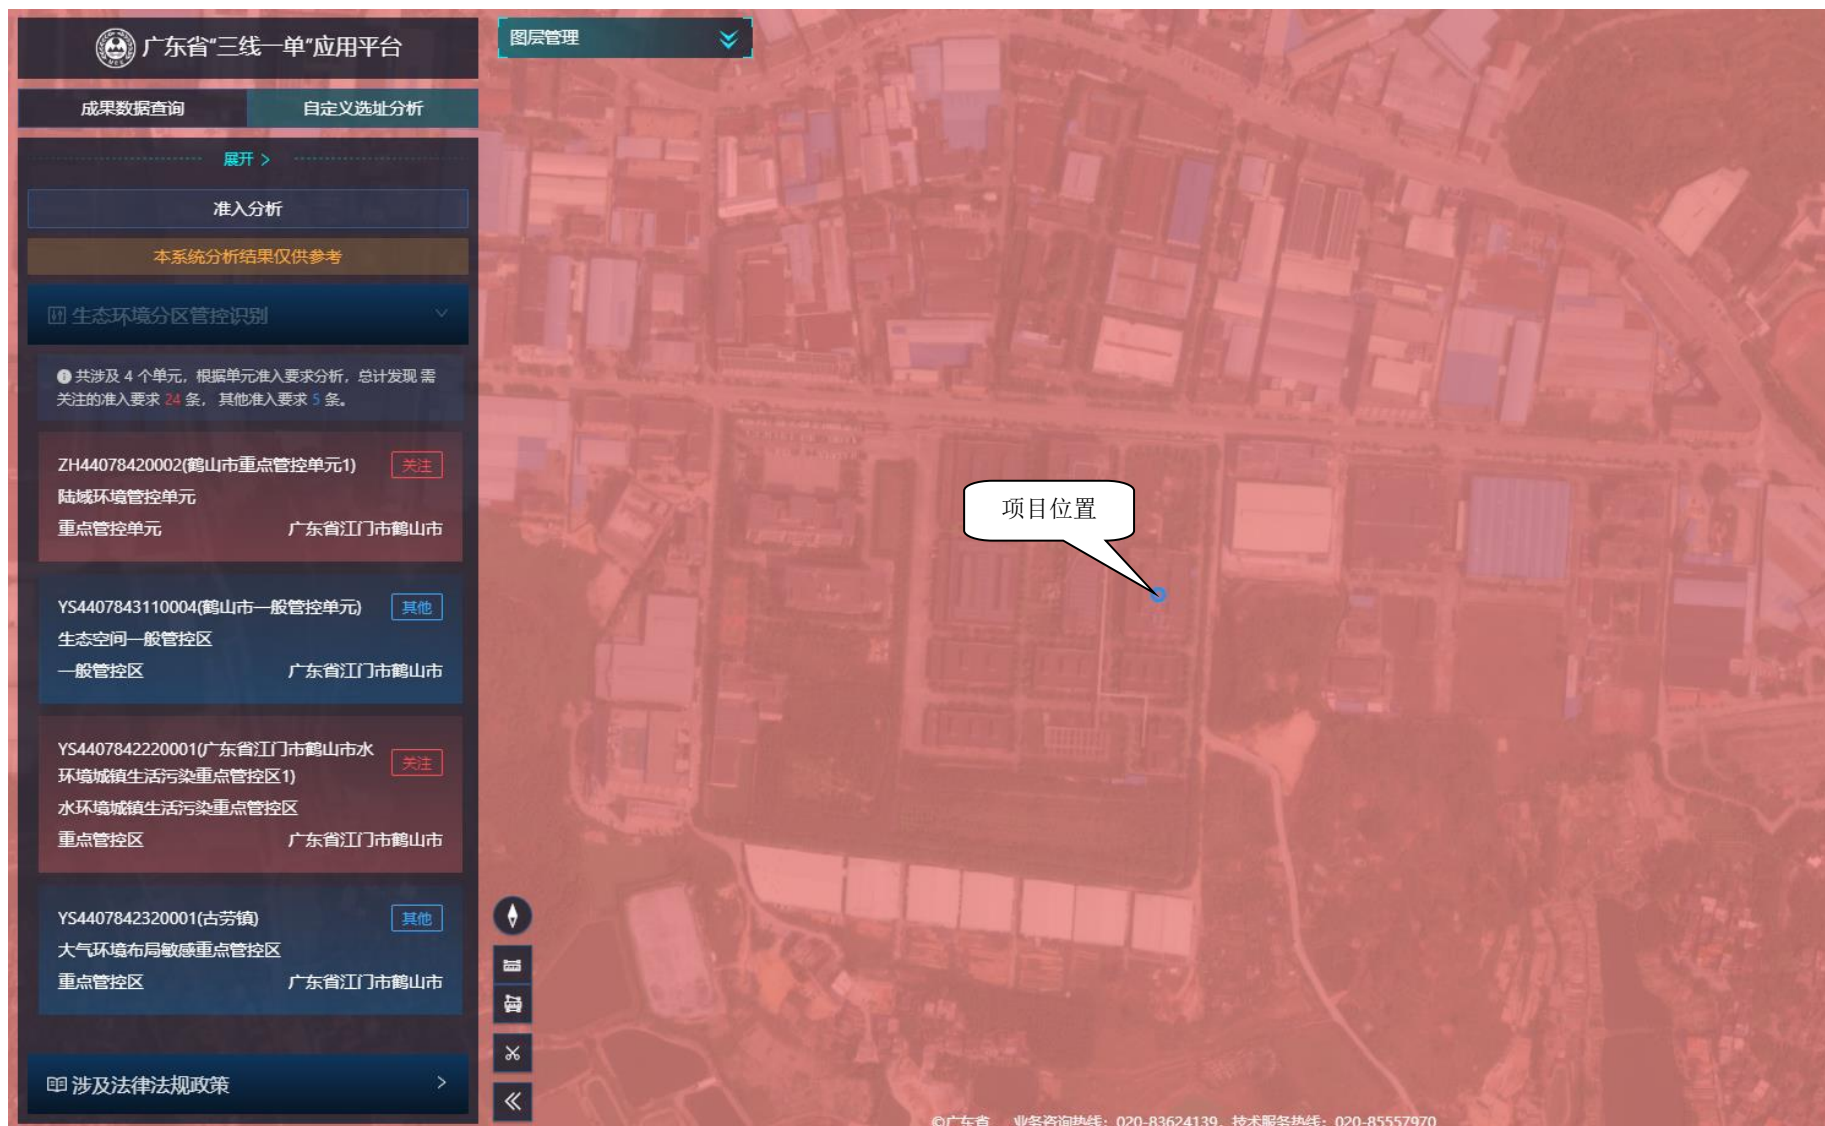 广东省“三线一单”应用平台
成果数据查询
自定义选址分析
展开 >
准入分析
本系统分析结果仅供参考
生态环境分区管控识别
共涉及 4 个单元，根据单元准入要求分析，总计发现 需
关注的准入要求 24 条， 其他准入要求 5 条。
ZH44078420002(鹤山市重点管控单元1)
关注
陆域环境管控单元
重点管控单元
广东省江门市鹤山市
YS4407843110004(鹤山市一般管控单元)
其他
生态空间一般管控区
一般管控区
广东省江门市鹤山市
YS4407842220001(广东省江门市鹤山市水
环境城镇生活污染重点管控区1)
关注
水环境城镇生活污染重点管控区
重点管控区
广东省江门市鹤山市
YS4407842320001(古劳镇)
其他
大气环境布局敏感重点管控区
重点管控区
广东省江门市鹤山市
涉及法律法规政策
图层管理
项目位置
©广东省 业务咨询热线：020-83624139，技术服务热线：020-85557970